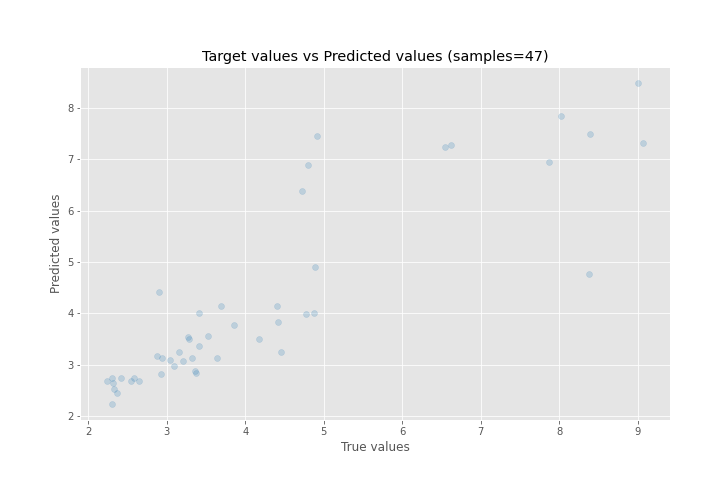 Target values vs Predicted values (samples=47)
Predicted values
8
7
6
5
4
3
2
2 3 4 5 6 7 8 9
True values